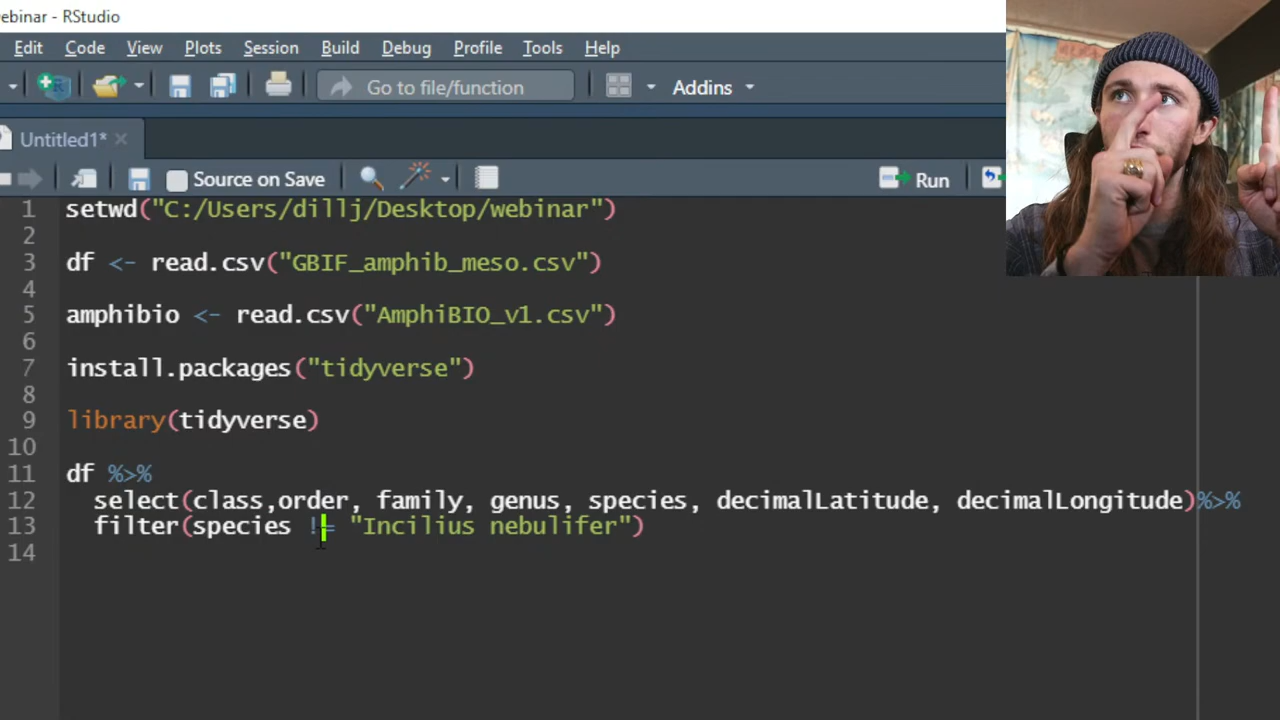 ebinar - RStudio
Edit Code View Plots Session Build Debug Profile Tools Help
Go to file/function Addins
Untitled1*
Source on Save Run
1 setwd("C:/Users/dillj/Desktop/webinar")
2
3 df <- read.csv("GBIF_amphib_meso.csv")
4
5 amphibio <- read.csv("AmphiBIO_v1.csv")
6
7 install.packages("tidyverse")
8
9 library(tidyverse)
10
11 df %>%
12 select(class,order, family, genus, species, decimalLatitude, decimalLongitude)%>%
13 filter(species != "Incilius nebulifer")
14